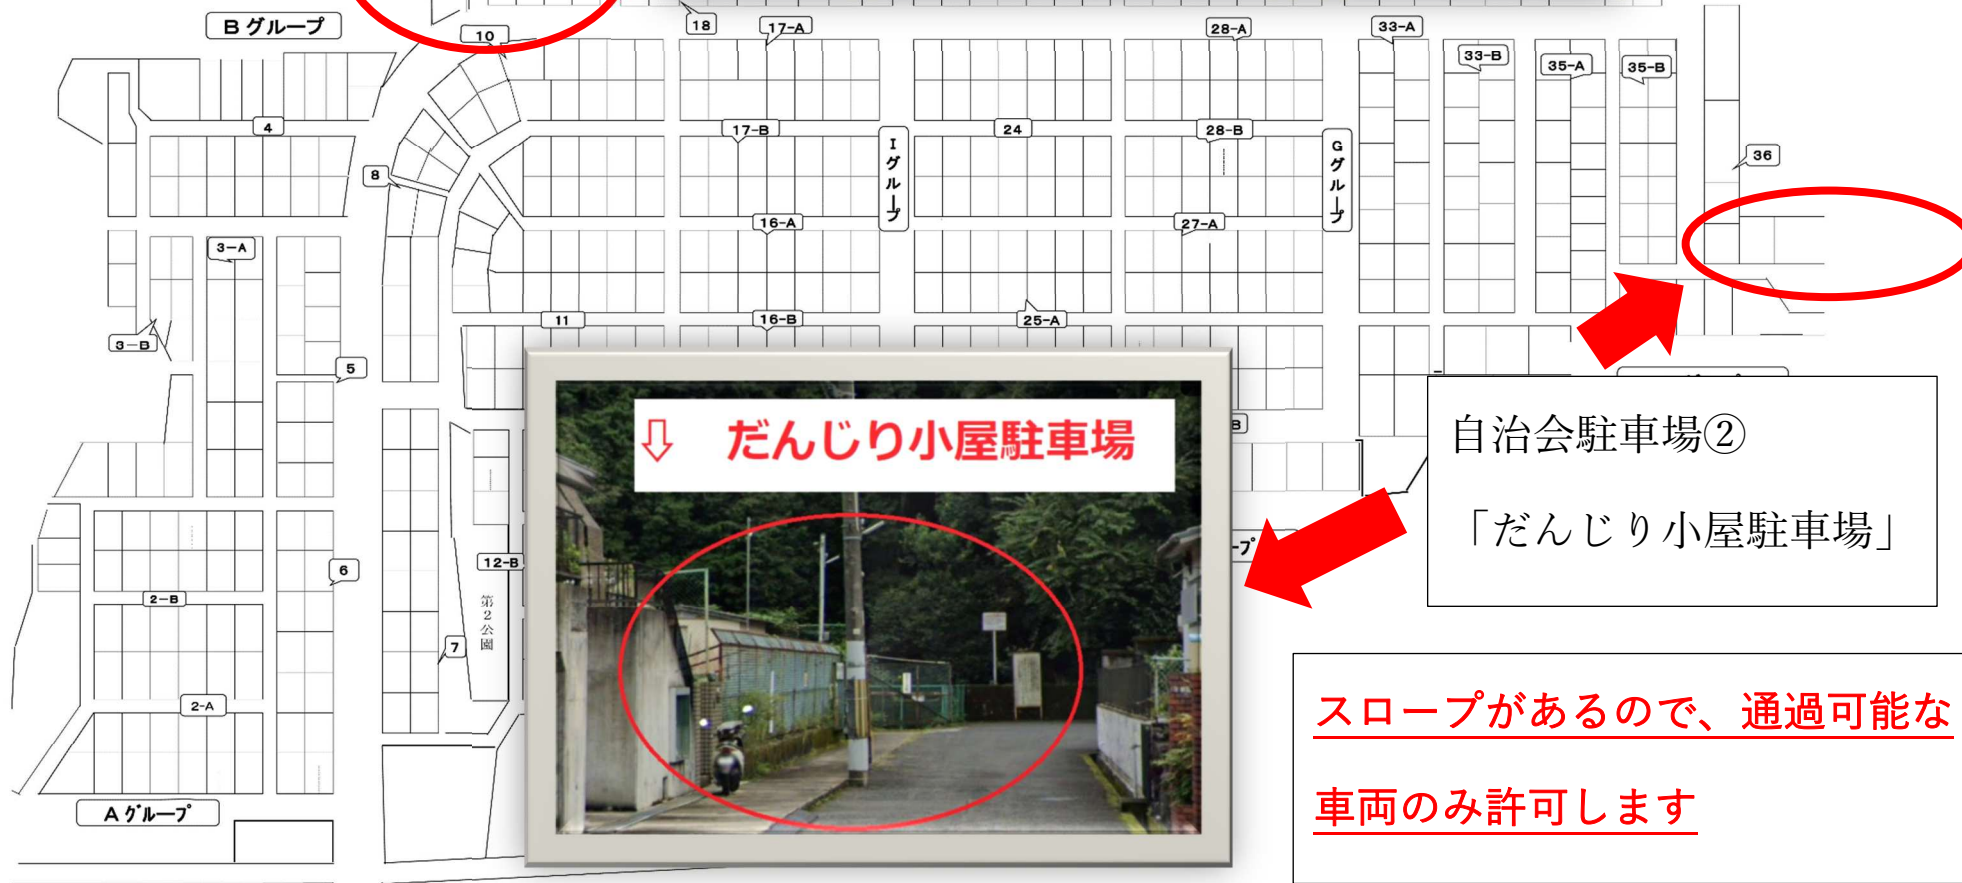 Bグループ
10
18
17-A
28-A
33-A
33-B
35-A
35-B
4
17-B
24
28-B
36
Iグループ
Gグループ
8
16-A
27-A
3-A
11
16-B
25-A
3-B
5
だんじり小屋駐車場
自治会駐車場②
「だんじり小屋駐車場」
B
ープ
12-B
6
2-B
第2公園
7
2-A
スロープがあるので、通過可能な
車両のみ許可します
Aグループ